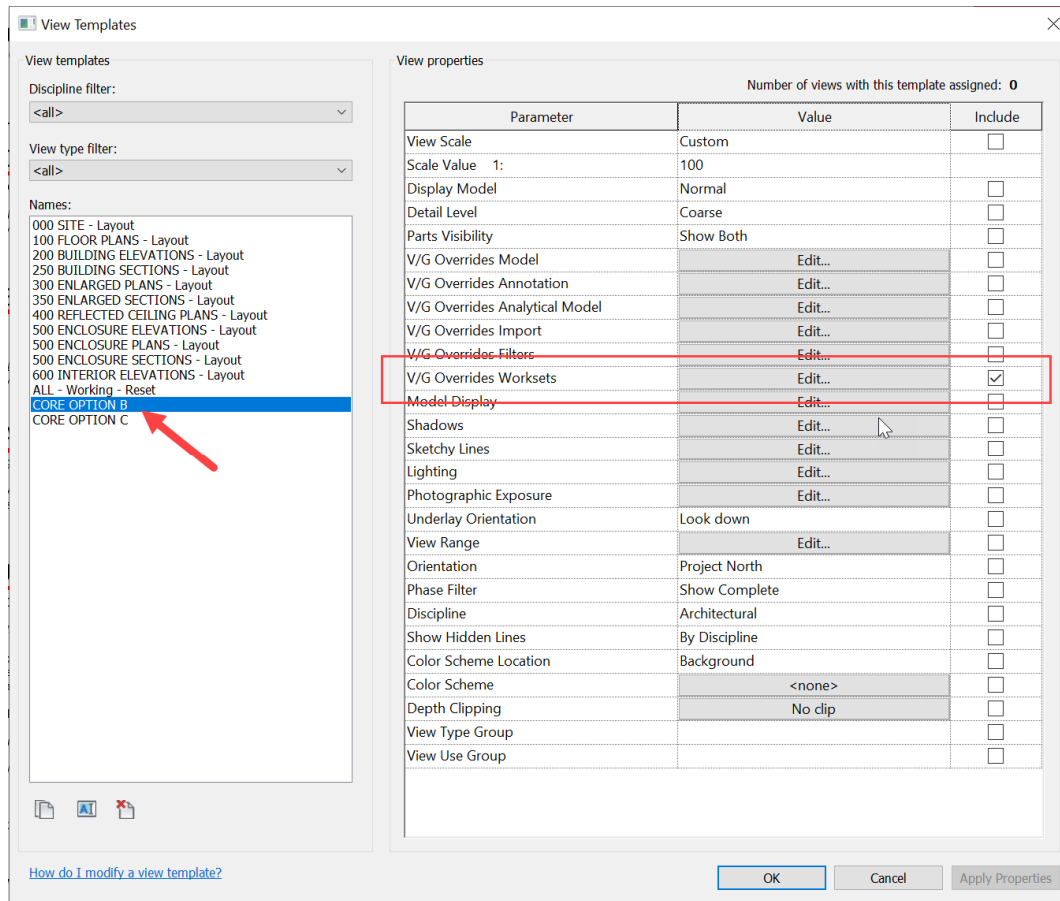 View Templates
View templates
Discipline filter:
<all>
View type filter:
<all>
Names:
000 SITE - Layout
100 FLOOR PLANS - Layout
200 BUILDING ELEVATIONS - Layout
250 BUILDING SECTIONS - Layout
300 ENLARGED PLANS - Layout
350 ENLARGED SECTIONS - Layout
400 REFLECTED CEILING PLANS - Layout
500 ENCLOSURE ELEVATIONS - Layout
500 ENCLOSURE PLANS - Layout
500 ENCLOSURE SECTIONS - Layout
600 INTERIOR ELEVATIONS - Layout
ALL - Working - Reset
CORE OPTION B
CORE OPTION C
How do I modify a view template?
View properties
Number of views with this template assigned: 0
Parameter Value Include
View Scale Custom
Scale Value 1: 100
Display Model Normal
Detail Level Coarse
Parts Visibility Show Both
V/G Overrides Model Edit...
V/G Overrides Annotation Edit...
V/G Overrides Analytical Model Edit...
V/G Overrides Import Edit...
V/G Overrides Filters Edit...
V/G Overrides Worksets Edit...
Model Display Edit...
Shadows Edit...
Sketchy Lines Edit...
Lighting Edit...
Photographic Exposure Edit...
Underlay Orientation Look down
View Range Edit...
Orientation Project North
Phase Filter Show Complete
Discipline Architectural
Show Hidden Lines By Discipline
Color Scheme Location Background
Color Scheme <none>
Depth Clipping No clip
View Type Group
View Use Group
OK Cancel Apply Properties